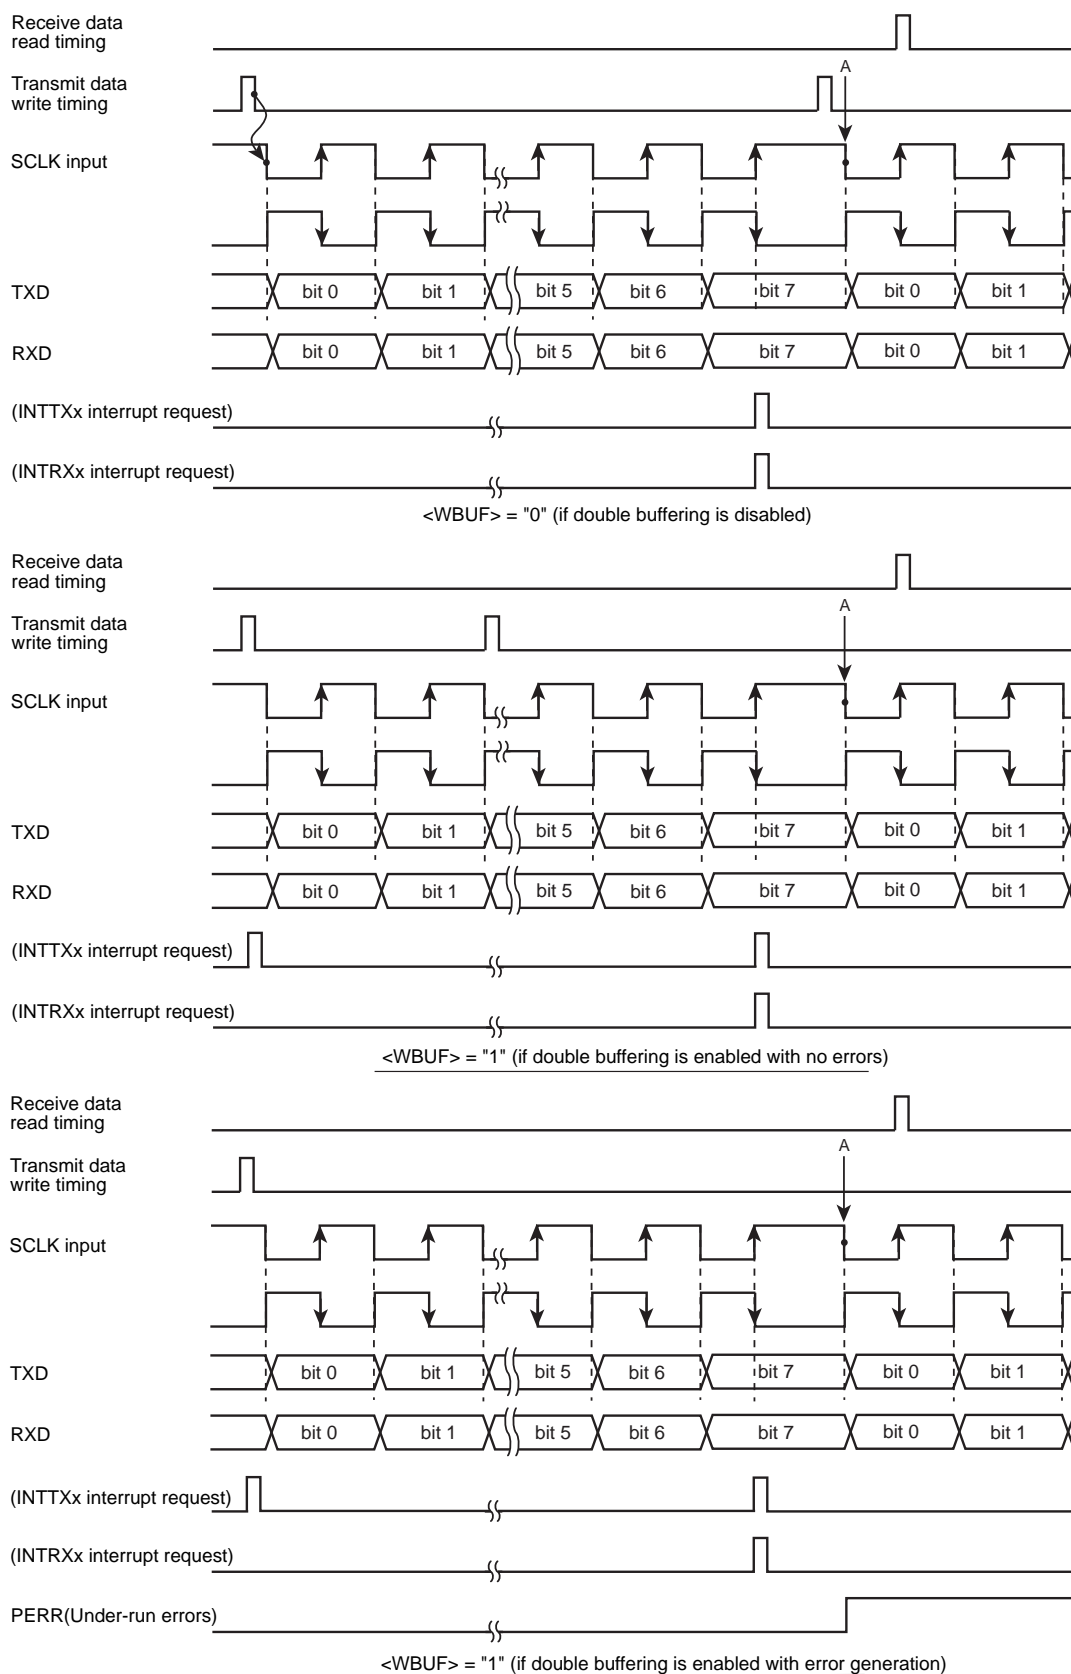 Receive data
read timing
Transmit data
write timing
A
SCLK input
TXD
bit 0 bit 1 bit 5 bit 6 bit 7 bit 0 bit 1
RXD
bit 0 bit 1 bit 5 bit 6 bit 7 bit 0 bit 1
(INTTXx interrupt request)
(INTRXx interrupt request)
<WBUF> = "0" (if double buffering is disabled)
Receive data
read timing
Transmit data
write timing
A
SCLK input
TXD
bit 0 bit 1 bit 5 bit 6 bit 7 bit 0 bit 1
RXD
bit 0 bit 1 bit 5 bit 6 bit 7 bit 0 bit 1
(INTTXx interrupt request)
(INTRXx interrupt request)
<WBUF> = "1" (if double buffering is enabled with no errors)
Receive data
read timing
Transmit data
write timing
A
SCLK input
TXD
bit 0 bit 1 bit 5 bit 6 bit 7 bit 0 bit 1
RXD
bit 0 bit 1 bit 5 bit 6 bit 7 bit 0 bit 1
(INTTXx interrupt request)
(INTRXx interrupt request)
PERR(Under-run errors)
<WBUF> = "1" (if double buffering is enabled with error generation)